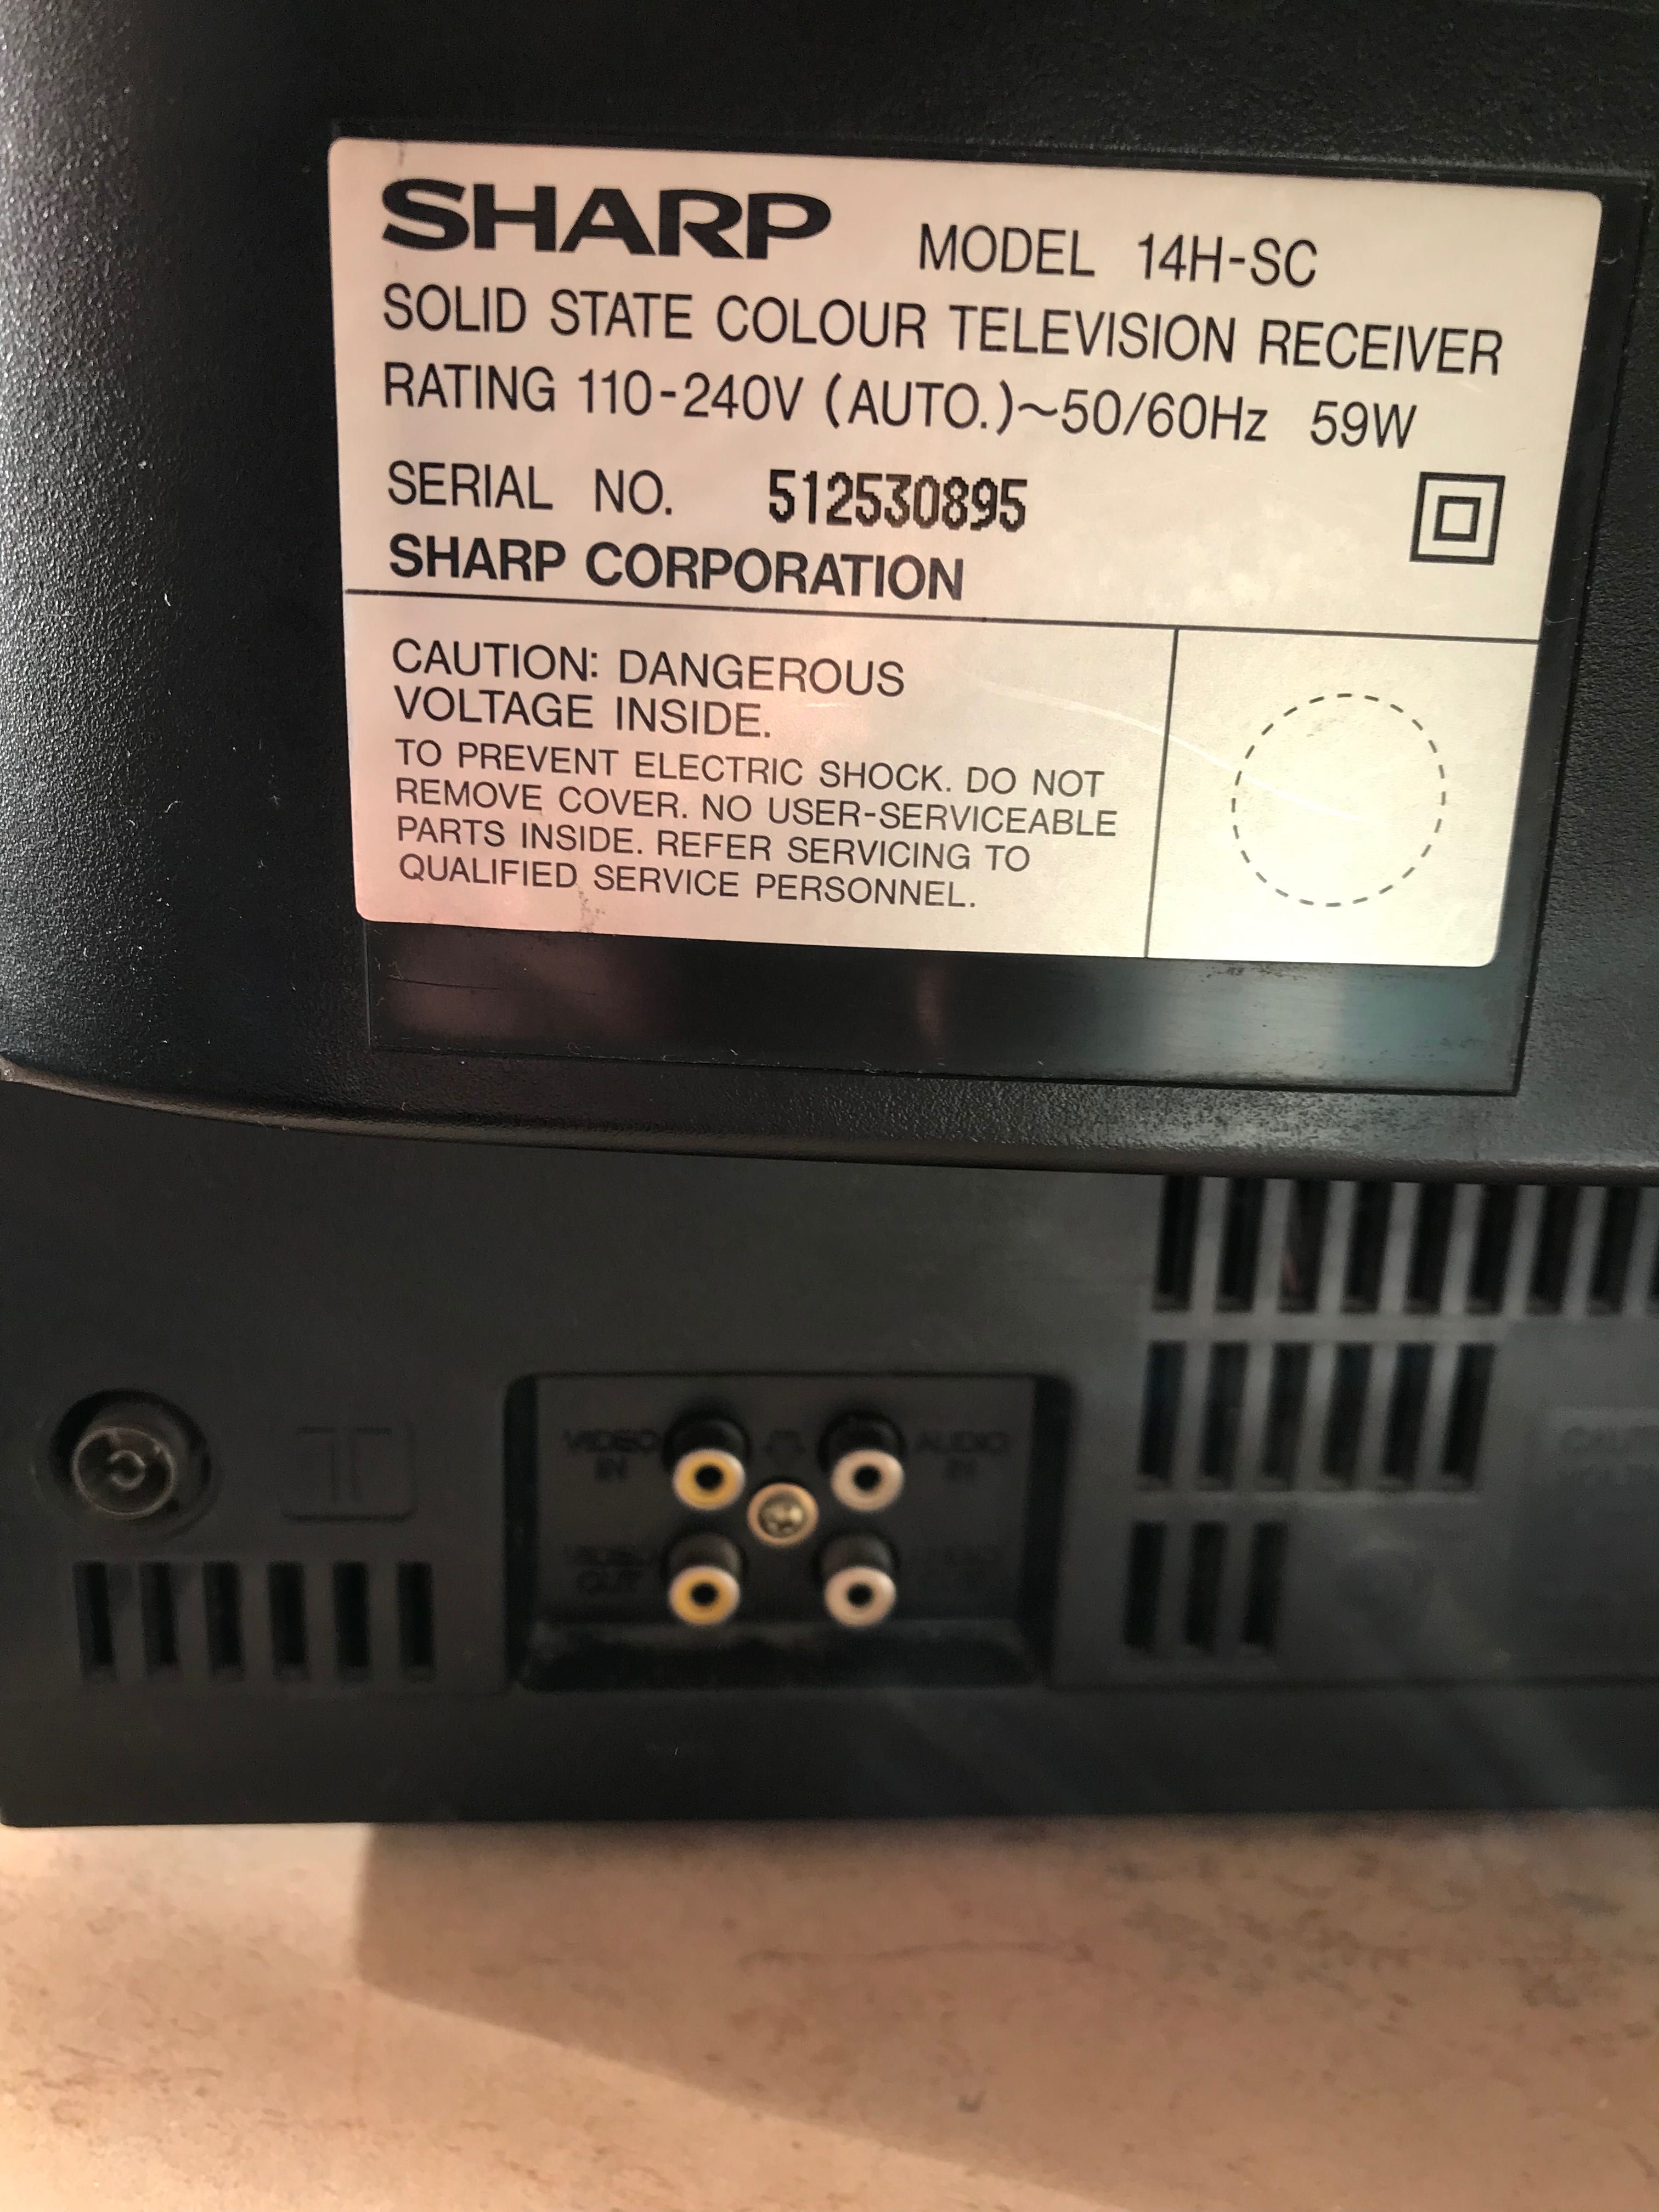 SHARP MODEL 14H-SC
SOLID STATE COLOUR TELEVISION RECEIVER
RATING 110-240V (AUTO.)~50/60Hz 59W
SERIAL NO. 512530895
SHARP CORPORATION
CAUTION: DANGEROUS
VOLTAGE INSIDE.
TO PREVENT ELECTRIC SHOCK. DO NOT
REMOVE COVER. NO USER-SERVICEABLE
PARTS INSIDE. REFER SERVICING TO
QUALIFIED SERVICE PERSONNEL.
VIDEO
IN
AUDIO
IN
OUT